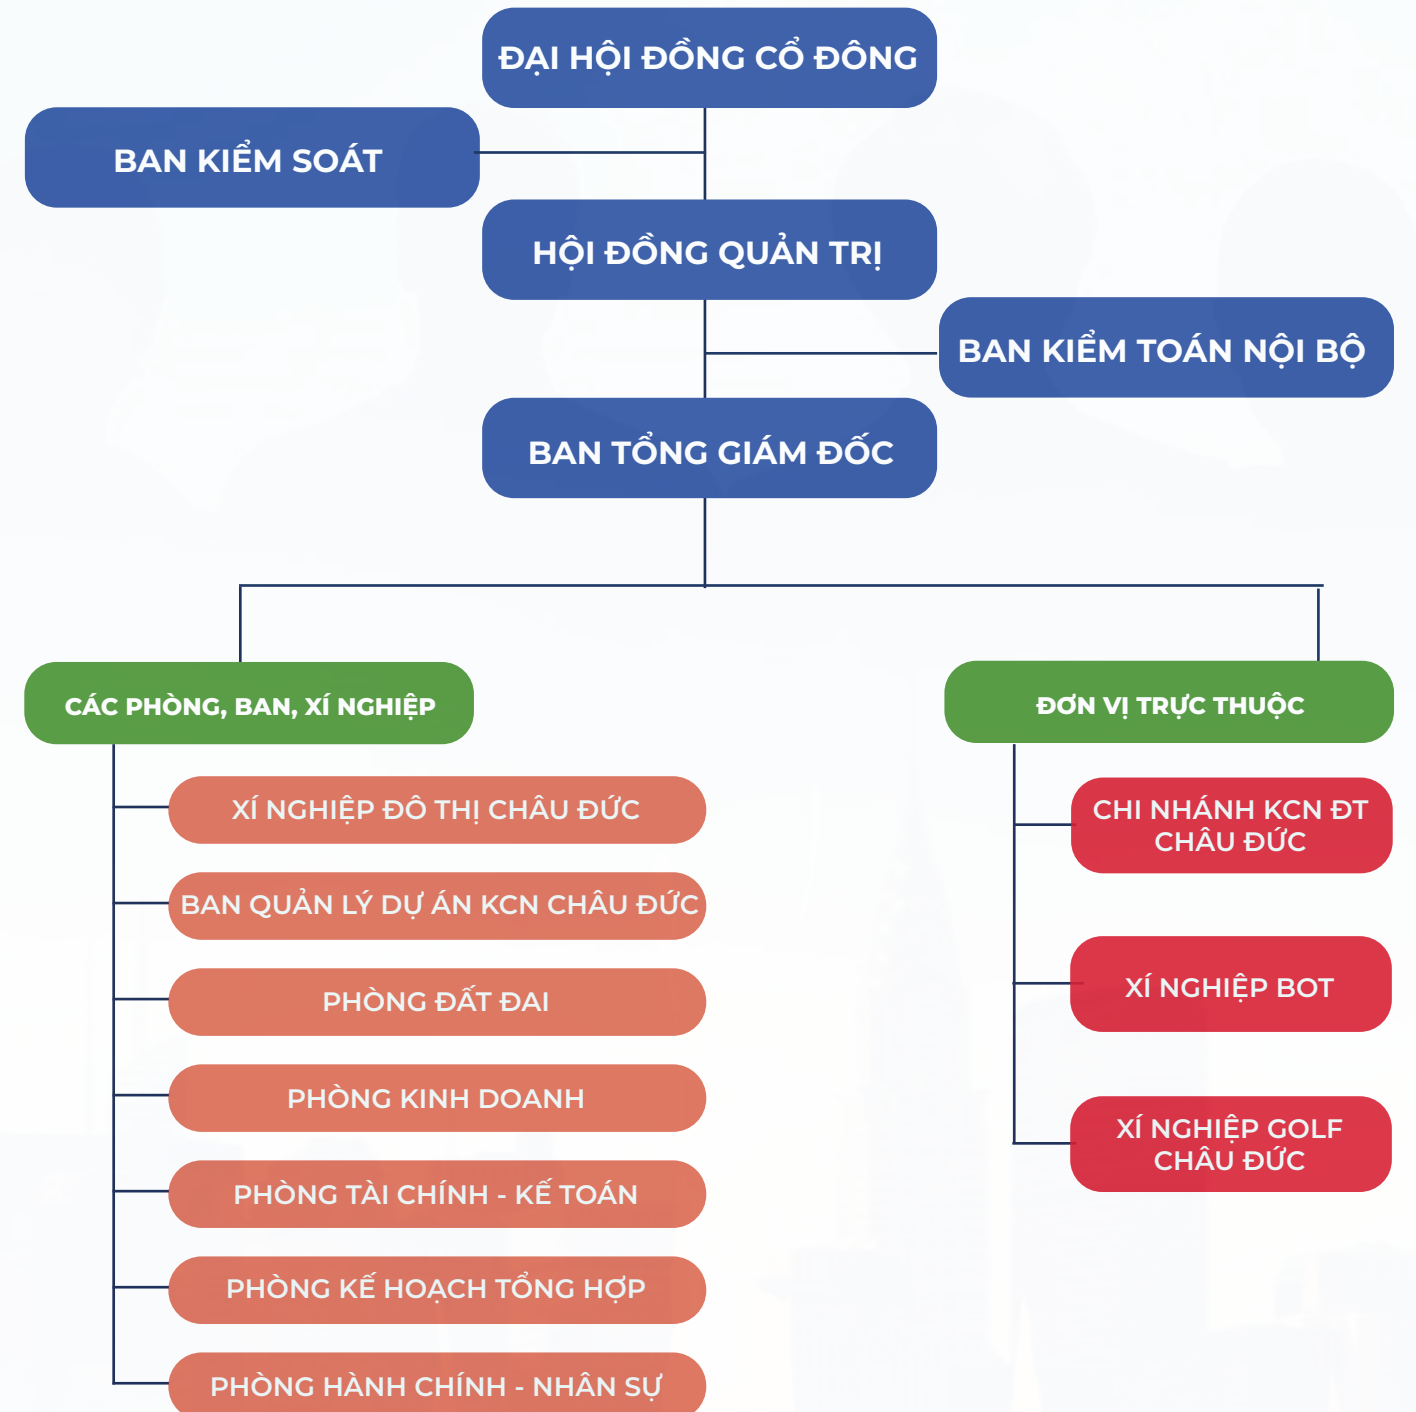 ĐẠI HỘI ĐỒNG CỔ ĐÔNG
BAN KIỂM SOÁT
HỘI ĐỒNG QUẢN TRỊ
BAN KIỂM TOÁN NỘI BỘ
BAN TỔNG GIÁM ĐỐC
CÁC PHÒNG, BAN, XÍ NGHIỆP
XÍ NGHIỆP ĐÔ THỊ CHÂU ĐỨC
BAN QUẢN LÝ DỰ ÁN KCN CHÂU ĐỨC
PHÒNG ĐẤT ĐAI
PHÒNG KINH DOANH
PHÒNG TÀI CHÍNH - KẾ TOÁN
PHÒNG KẾ HOẠCH TỔNG HỢP
PHÒNG HÀNH CHÍNH - NHÂN SỰ
ĐƠN VỊ TRỰC THUỘC
CHI NHÁNH KCN ĐT
CHÂU ĐỨC
XÍ NGHIỆP BOT
XÍ NGHIỆP GOLF
CHÂU ĐỨC